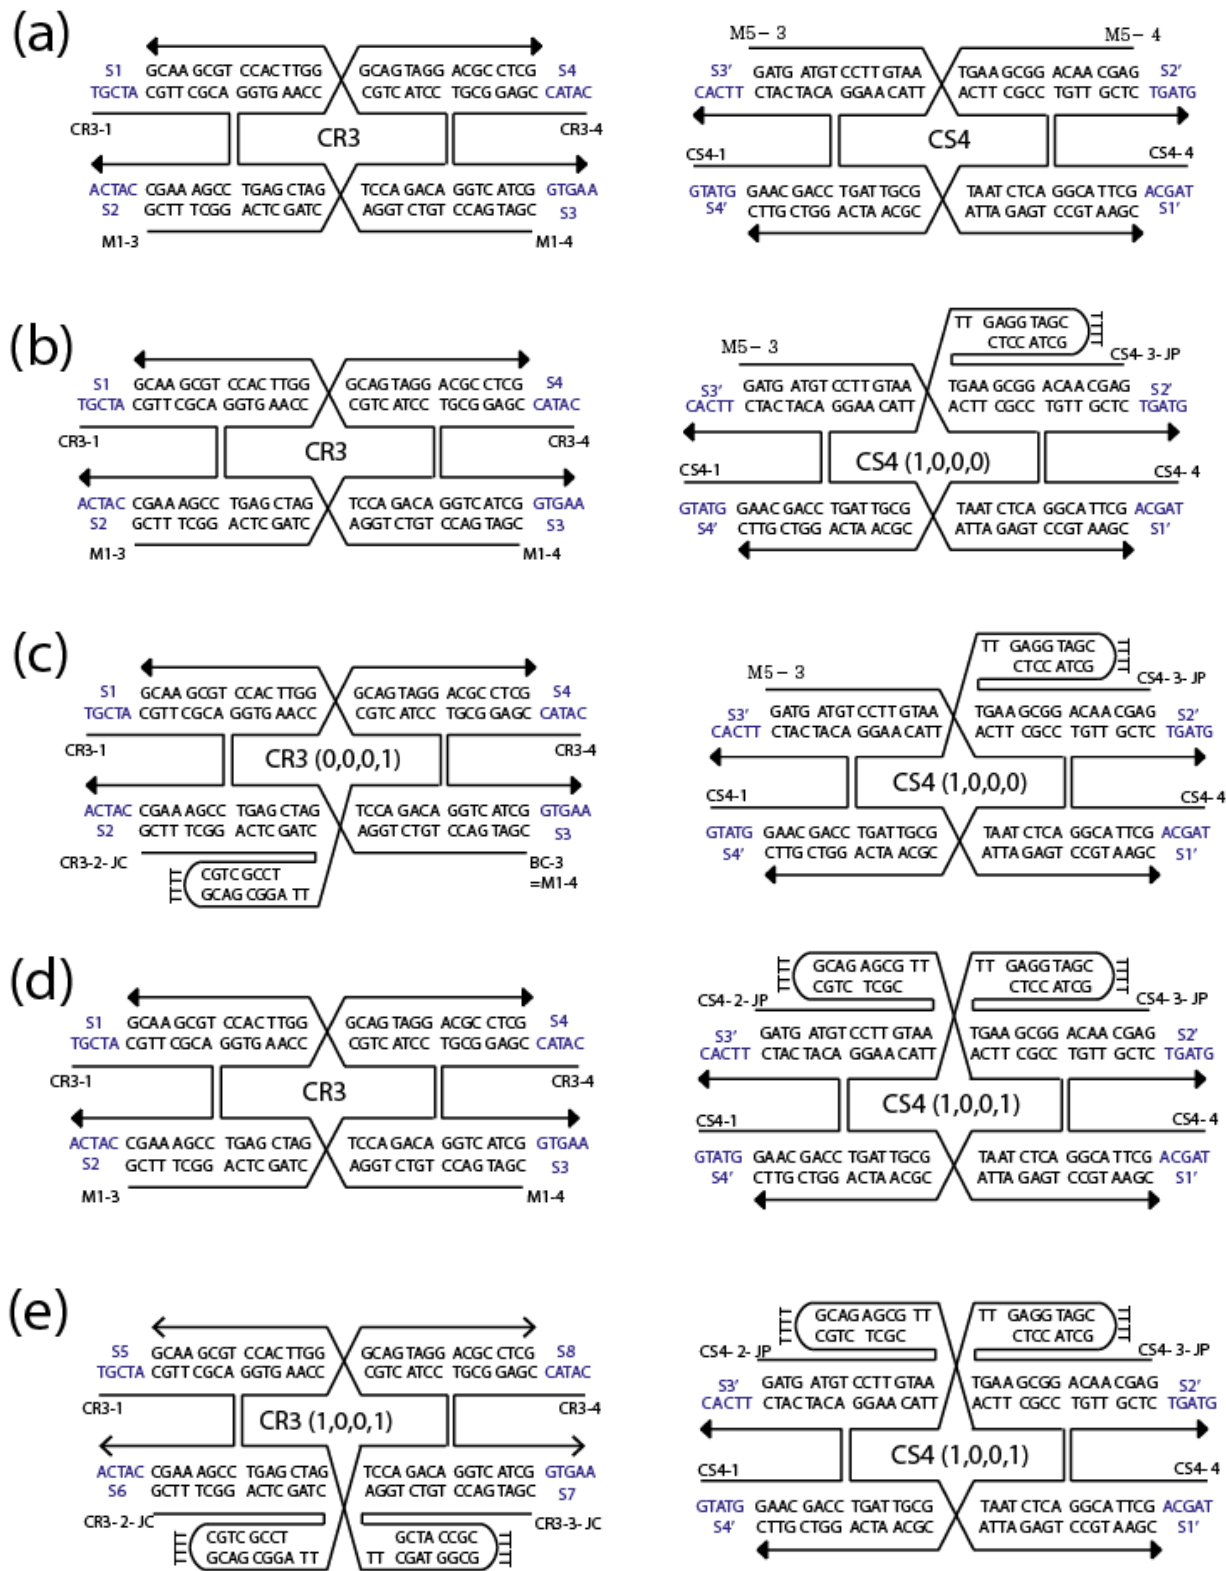 (a)
M5-3 M5-4
S1 GCAA GCGT CCAC TTGG GCAG TAGG ACGC CTCG S4
TGCTA CGTT CGCA GGTG AACC CGTC ATCC TGCG GAGC CATAC
S3' GATG ATGT CCTT GTAA TGAA GCGG ACAA CGAG S2'
CACTT CTAC TACA GGAA CATT ACTT CGCC TGTT GCTC TGATG
CR3-1 CR3 CR3-4
CS4-1 CS4 CS4-4
ACTAC CGAA AGCC TGAG CTAG TCCA GACA GGTC ATCG GTGAA
S2 GCTT TCGG ACTC GATC AGGT CTGT CCAG TAGC S3
M1-3 M1-4
GTATG GAAC GACC TGAT TGCG TAAT CTCA GGCA TTCG ACGAT
S4' CTTG CTGG ACTA ACGC ATTA GAGT CCGT AAGC S1'
(b)
TT GAGG TAGC
CTCC ATCG
TTTT
M5-3 CS4-3-JP
S1 GCAA GCGT CCAC TTGG GCAG TAGG ACGC CTCG S4
TGCTA CGTT CGCA GGTG AACC CGTC ATCC TGCG GAGC CATAC
S3' GATG ATGT CCTT GTAA TGAA GCGG ACAA CGAG S2'
CACTT CTAC TACA GGAA CATT ACTT CGCC TGTT GCTC TGATG
CR3-1 CR3 CR3-4
CS4-1 CS4 (1,0,0,0) CS4-4
ACTAC CGAA AGCC TGAG CTAG TCCA GACA GGTC ATCG GTGAA
S2 GCTT TCGG ACTC GATC AGGT CTGT CCAG TAGC S3
M1-3 M1-4
GTATG GAAC GACC TGAT TGCG TAAT CTCA GGCA TTCG ACGAT
S4' CTTG CTGG ACTA ACGC ATTA GAGT CCGT AAGC S1'
(c)
TT GAGG TAGC
CTCC ATCG
TTTT
M5-3 CS4-3-JP
S1 GCAA GCGT CCAC TTGG GCAG TAGG ACGC CTCG S4
TGCTA CGTT CGCA GGTG AACC CGTC ATCC TGCG GAGC CATAC
S3' GATG ATGT CCTT GTAA TGAA GCGG ACAA CGAG S2'
CACTT CTAC TACA GGAA CATT ACTT CGCC TGTT GCTC TGATG
CR3-1 CR3 (0,0,0,1) CR3-4
CS4-1 CS4 (1,0,0,0) CS4-4
ACTAC CGAA AGCC TGAG CTAG TCCA GACA GGTC ATCG GTGAA
S2 GCTT TCGG ACTC GATC AGGT CTGT CCAG TAGC S3
CR3-2-JC BC-3
=M1-4
CGTC GCCT
GCAG CGGA TT
TTTT
GTATG GAAC GACC TGAT TGCG TAAT CTCA GGCA TTCG ACGAT
S4' CTTG CTGG ACTA ACGC ATTA GAGT CCGT AAGC S1'
(d)
TTTT GCAG AGCG TT TT GAGG TAGC TTTT
CGTC TCGC CTCC ATCG
CS4-2-JP CS4-3-JP
S1 GCAA GCGT CCAC TTGG GCAG TAGG ACGC CTCG S4
TGCTA CGTT CGCA GGTG AACC CGTC ATCC TGCG GAGC CATAC
S3' GATG ATGT CCTT GTAA TGAA GCGG ACAA CGAG S2'
CACTT CTAC TACA GGAA CATT ACTT CGCC TGTT GCTC TGATG
CR3-1 CR3 CR3-4
CS4-1 CS4 (1,0,0,1) CS4-4
ACTAC CGAA AGCC TGAG CTAG TCCA GACA GGTC ATCG GTGAA
S2 GCTT TCGG ACTC GATC AGGT CTGT CCAG TAGC S3
M1-3 M1-4
GTATG GAAC GACC TGAT TGCG TAAT CTCA GGCA TTCG ACGAT
S4' CTTG CTGG ACTA ACGC ATTA GAGT CCGT AAGC S1'
(e)
TTTT GCAG AGCG TT TT GAGG TAGC TTTT
CGTC TCGC CTCC ATCG
CS4-2-JP CS4-3-JP
S5 GCAA GCGT CCAC TTGG GCAG TAGG ACGC CTCG S8
TGCTA CGTT CGCA GGTG AACC CGTC ATCC TGCG GAGC CATAC
S3' GATG ATGT CCTT GTAA TGAA GCGG ACAA CGAG S2'
CACTT CTAC TACA GGAA CATT ACTT CGCC TGTT GCTC TGATG
CR3-1 CR3 (1,0,0,1) CR3-4
CS4-1 CS4 (1,0,0,1) CS4-4
ACTAC CGAA AGCC TGAG CTAG TCCA GACA GGTC ATCG GTGAA
S6 GCTT TCGG ACTC GATC AGGT CTGT CCAG TAGC S7
CR3-2-JC CR3-3-JC
CGTC GCCT GCTA CCGC
TTTT GCAG CGGA TT TT CGAT GGCG TTTT
GTATG GAAC GACC TGAT TGCG TAAT CTCA GGCA TTCG ACGAT
S4' CTTG CTGG ACTA ACGC ATTA GAGT CCGT AAGC S1'